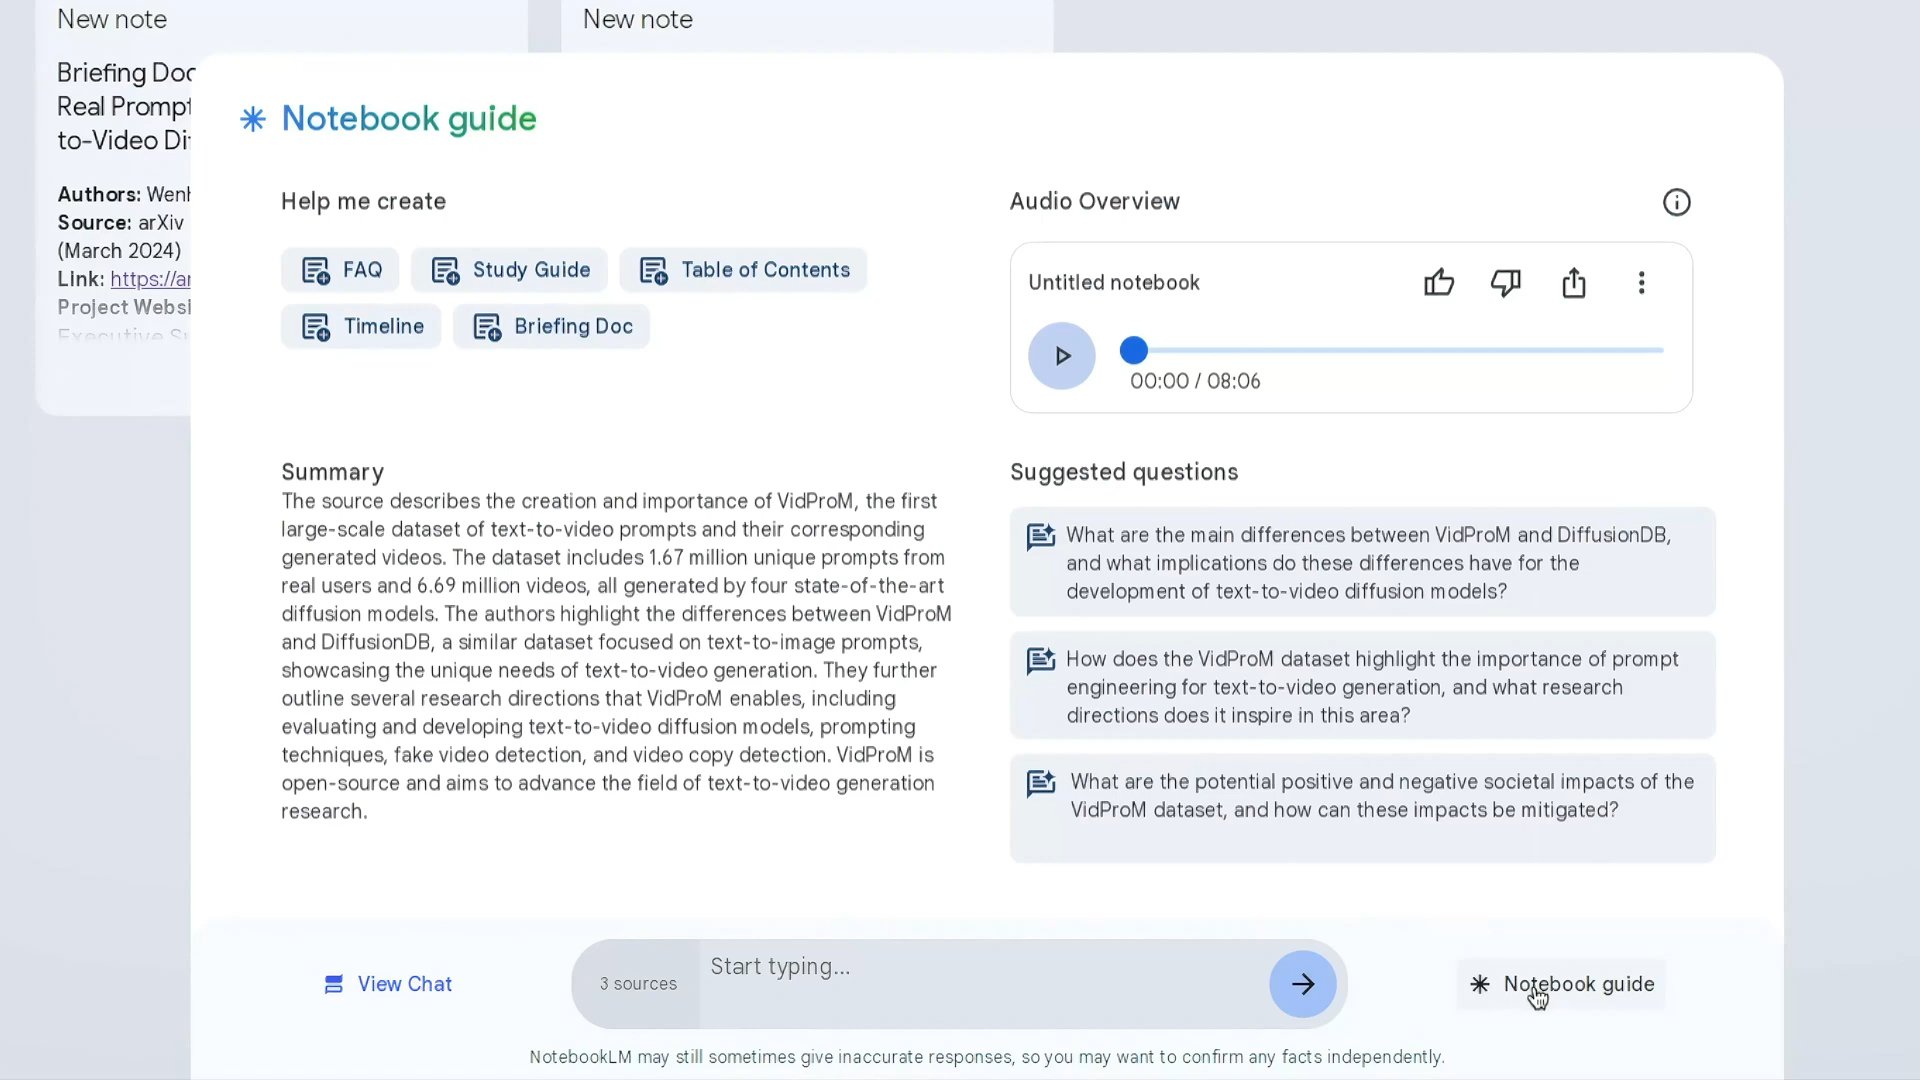 New note
New note
Briefing Doc
Real Prompt
to-Video Di
Authors: Wenh
Source: arXiv
(March 2024)
Link: https://ar
Project Websi
Executive Su
Notebook guide
Help me create
FAQ
Study Guide
Table of Contents
Timeline
Briefing Doc
Audio Overview
Untitled notebook
00:00 / 08:06
Summary
The source describes the creation and importance of VidProM, the first
large-scale dataset of text-to-video prompts and their corresponding
generated videos. The dataset includes 1.67 million unique prompts from
real users and 6.69 million videos, all generated by four state-of-the-art
diffusion models. The authors highlight the differences between VidProM
and DiffusionDB, a similar dataset focused on text-to-image prompts,
showcasing the unique needs of text-to-video generation. They further
outline several research directions that VidProM enables, including
evaluating and developing text-to-video diffusion models, prompting
techniques, fake video detection, and video copy detection. VidProM is
open-source and aims to advance the field of text-to-video generation
research.
Suggested questions
What are the main differences between VidProM and DiffusionDB,
and what implications do these differences have for the
development of text-to-video diffusion models?
How does the VidProM dataset highlight the importance of prompt
engineering for text-to-video generation, and what research
directions does it inspire in this area?
What are the potential positive and negative societal impacts of the
VidProM dataset, and how can these impacts be mitigated?
View Chat
3 sources
Start typing...
Notebook guide
NotebookLM may still sometimes give inaccurate responses, so you may want to confirm any facts independently.